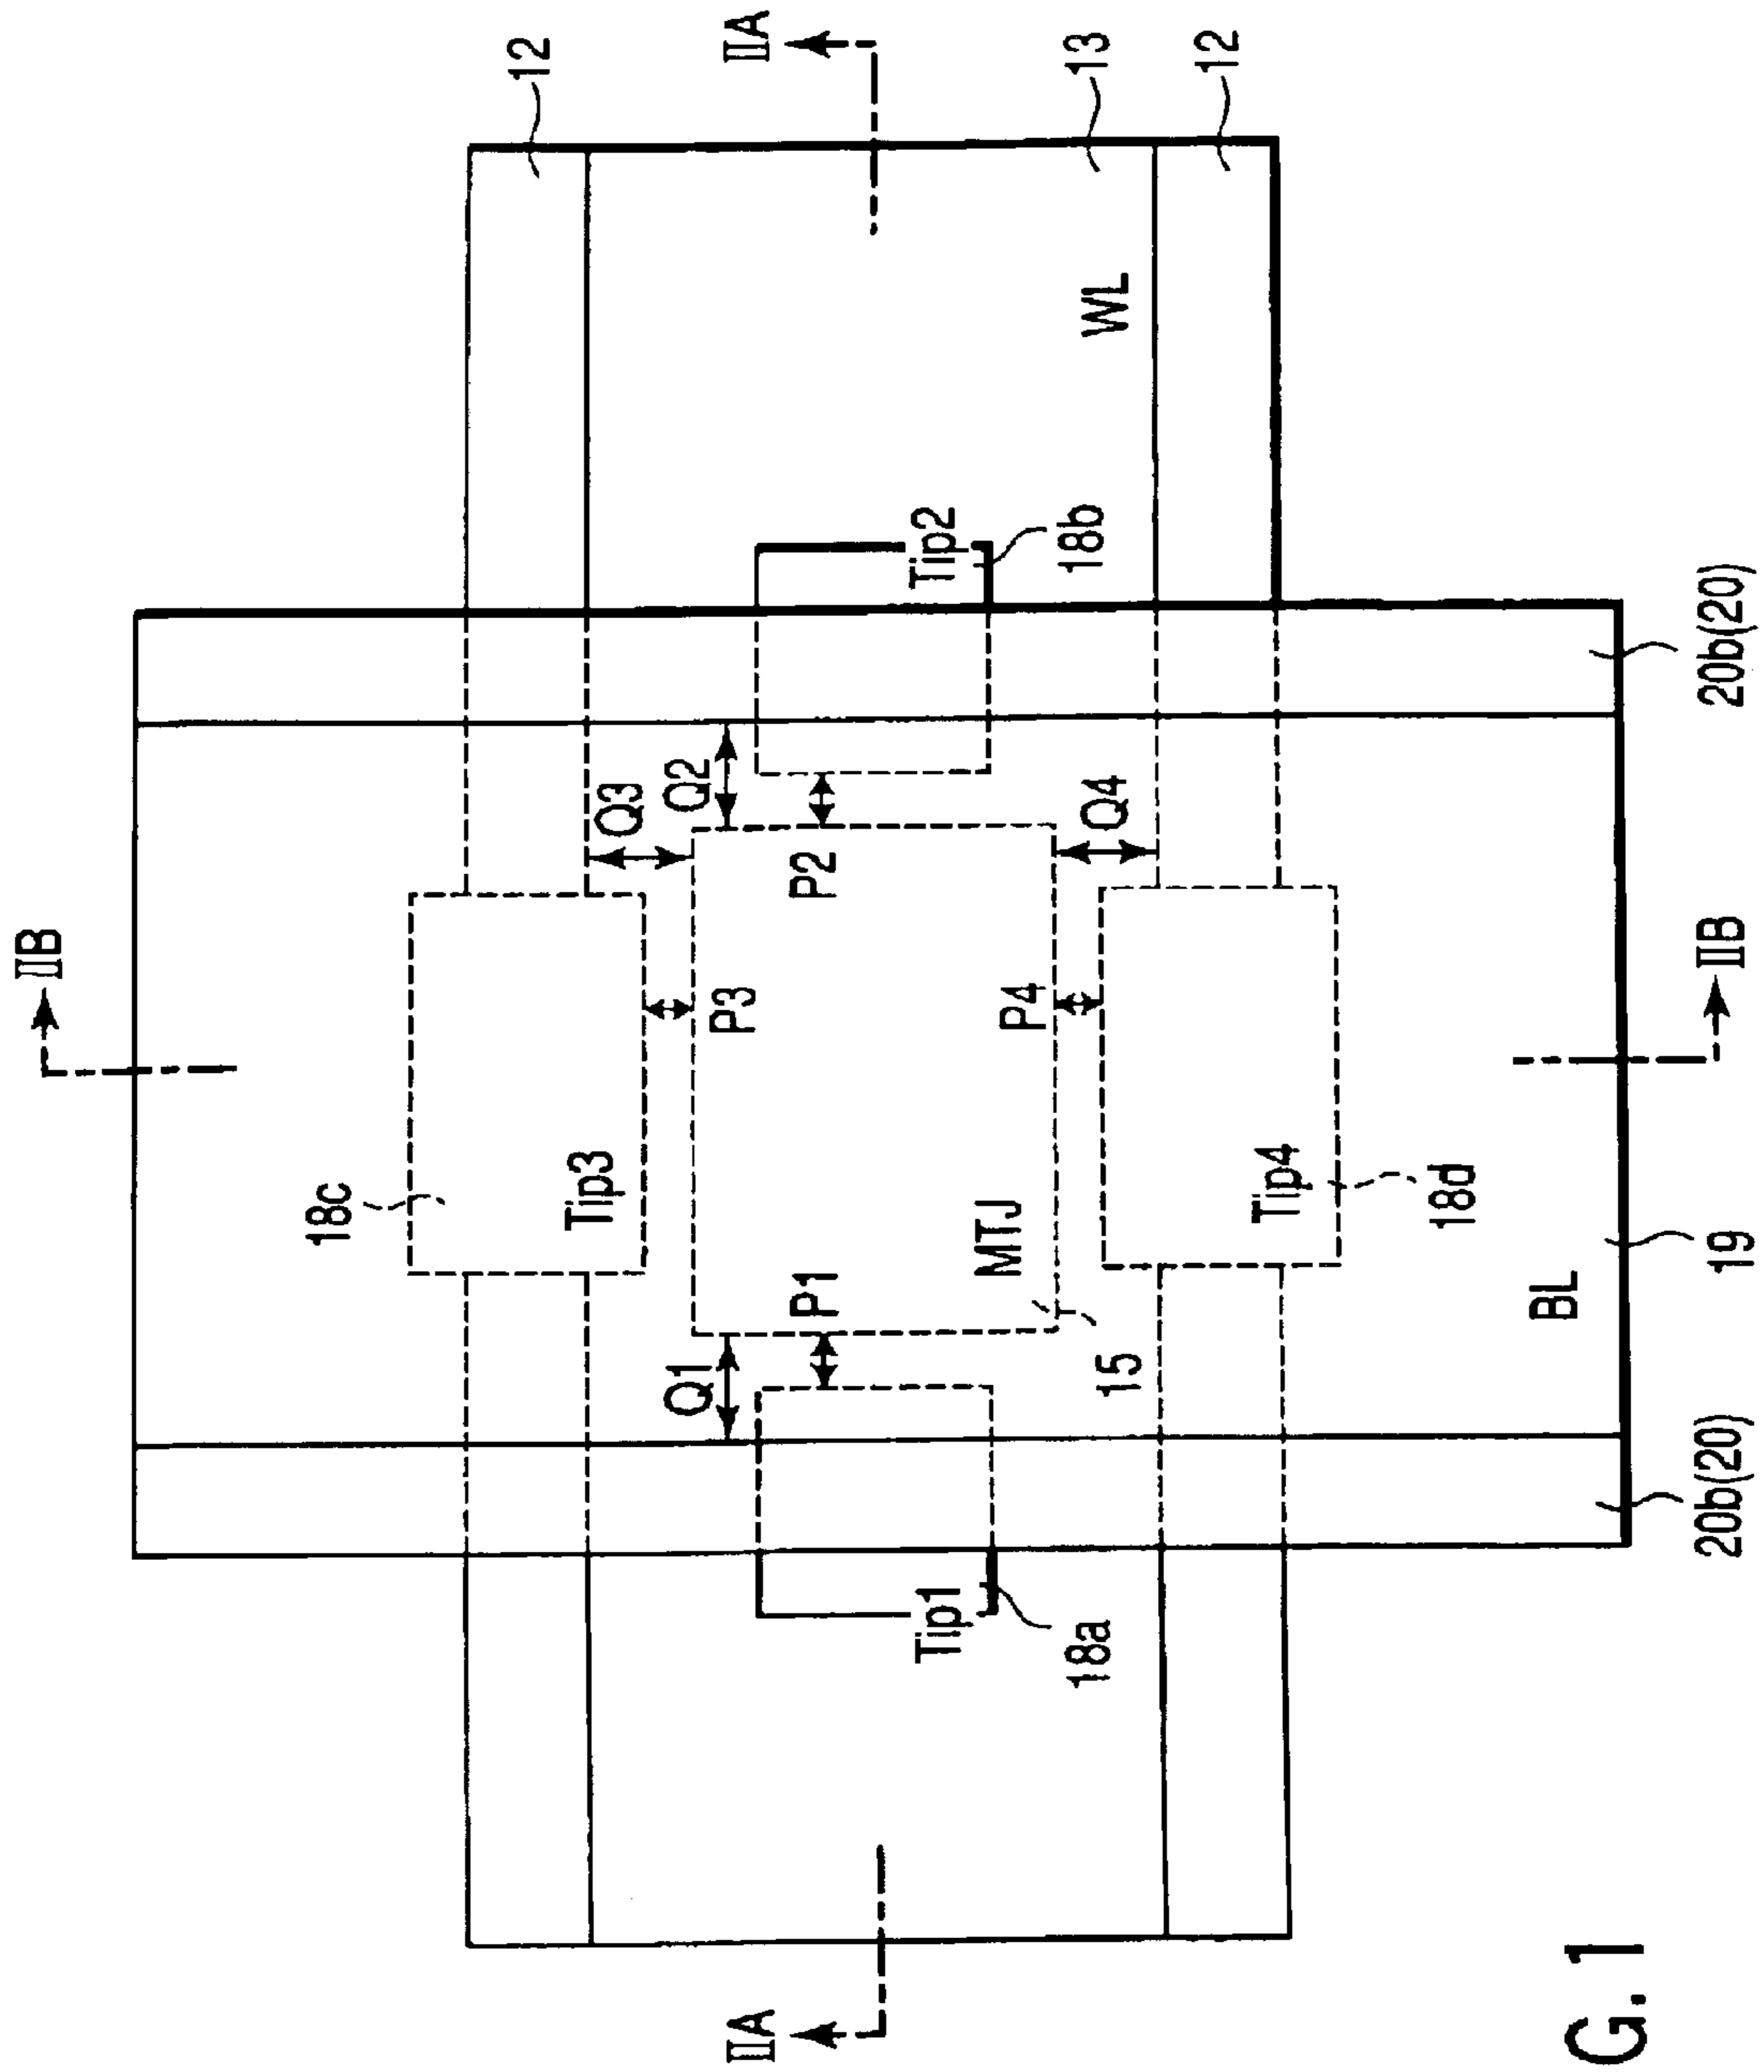 IIA
12
13
12
WL
Tip2
18b
20b(20)
Q3
Q2
Q4
P2
IIB
P3
P4
IIB
18c
Tip3
MTJ
Tip4
18d
19
BL
P1
Q1
15
20b(20)
Tip1
18a
IIA
G. 1